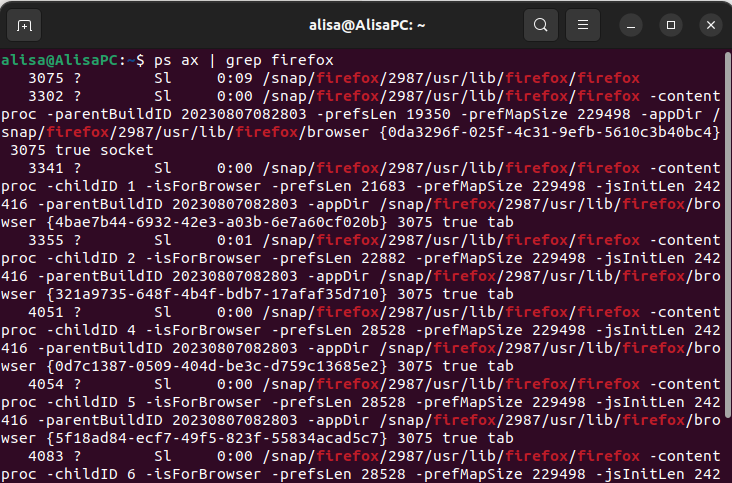 alisa@AlisaPC: ~
alisa@AlisaPC:~$ ps ax | grep firefox
   3075 ?        Sl     0:09 /snap/firefox/2987/usr/lib/firefox/firefox
   3302 ?        Sl     0:00 /snap/firefox/2987/usr/lib/firefox/firefox -content
proc -parentBuildID 20230807082803 -prefsLen 19350 -prefMapSize 229498 -appDir /
snap/firefox/2987/usr/lib/firefox/browser {0da3296f-025f-4c31-9efb-5610c3b40bc4}
 3075 true socket
   3341 ?        Sl     0:00 /snap/firefox/2987/usr/lib/firefox/firefox -content
proc -childID 1 -isForBrowser -prefsLen 21683 -prefMapSize 229498 -jsInitLen 242
416 -parentBuildID 20230807082803 -appDir /snap/firefox/2987/usr/lib/firefox/bro
wser {4bae7b44-6932-42e3-a03b-6e7a60cf020b} 3075 true tab
   3355 ?        Sl     0:01 /snap/firefox/2987/usr/lib/firefox/firefox -content
proc -childID 2 -isForBrowser -prefsLen 22882 -prefMapSize 229498 -jsInitLen 242
416 -parentBuildID 20230807082803 -appDir /snap/firefox/2987/usr/lib/firefox/bro
wser {321a9735-648f-4b4f-bdb7-17afaf35d710} 3075 true tab
   4051 ?        Sl     0:00 /snap/firefox/2987/usr/lib/firefox/firefox -content
proc -childID 4 -isForBrowser -prefsLen 28528 -prefMapSize 229498 -jsInitLen 242
416 -parentBuildID 20230807082803 -appDir /snap/firefox/2987/usr/lib/firefox/bro
wser {0d7c1387-0509-404d-be3c-d759c13685e2} 3075 true tab
   4054 ?        Sl     0:00 /snap/firefox/2987/usr/lib/firefox/firefox -content
proc -childID 5 -isForBrowser -prefsLen 28528 -prefMapSize 229498 -jsInitLen 242
416 -parentBuildID 20230807082803 -appDir /snap/firefox/2987/usr/lib/firefox/bro
wser {5f18ad84-ecf7-49f5-823f-55834acad5c7} 3075 true tab
   4083 ?        Sl     0:00 /snap/firefox/2987/usr/lib/firefox/firefox -content
proc -childID 6 -isForBrowser -prefsLen 28528 -prefMapSize 229498 -jsInitLen 242